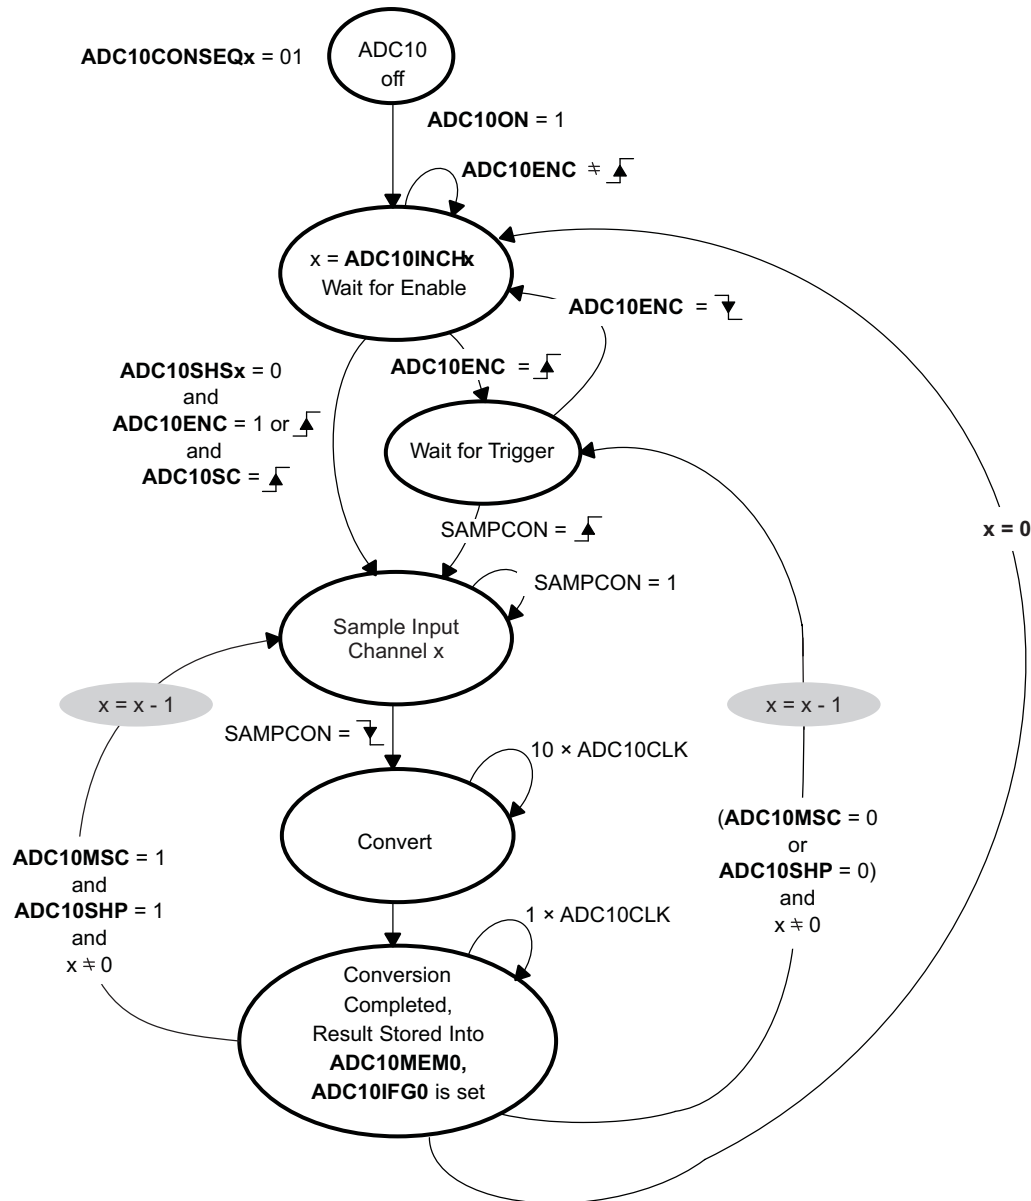 ADC10CONSEQx = 01
ADC10
off
ADC10ON = 1
ADC10ENC ≠
x = ADC10INCHx
Wait for Enable
ADC10ENC =
ADC10SHSx = 0
and
ADC10ENC = 1 or
and
ADC10SC =
ADC10ENC =
Wait for Trigger
SAMPCON =
x = 0
SAMPCON = 1
Sample Input
Channel x
x = x - 1
x = x - 1
SAMPCON =
10 × ADC10CLK
Convert
(ADC10MSC = 0
or
ADC10SHP = 0)
and
x ≠ 0
ADC10MSC = 1
and
ADC10SHP = 1
and
x ≠ 0
1 × ADC10CLK
Conversion
Completed,
Result Stored Into
ADC10MEM0,
ADC10IFG0 is set